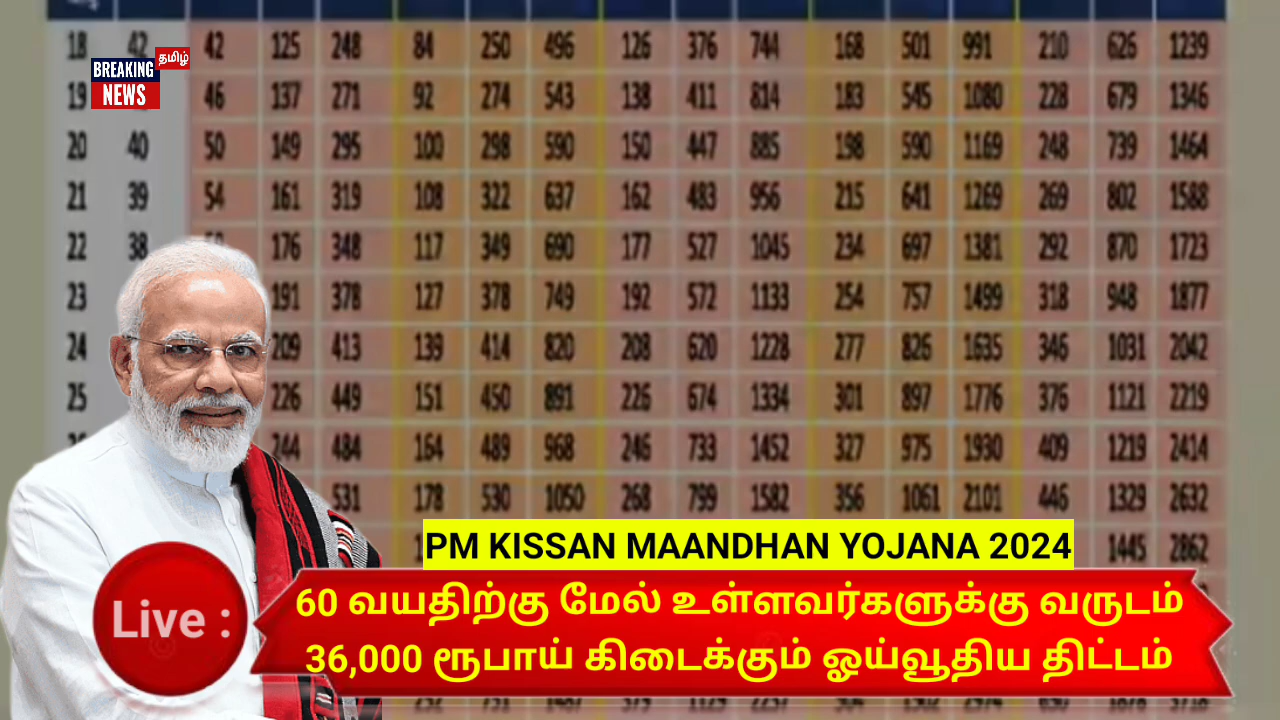 18 42 42 125 248 84 250 496 126 376 744 168 501 991 210 626 1239
தமிழ்
BREAKING
NEWS
19 46 137 271 92 274 543 138 411 814 183 545 1080 228 679 1346
20 40 50 149 295 100 298 590 150 447 885 198 590 1169 248 739 1464
21 39 54 161 319 108 322 637 162 483 956 215 641 1269 269 802 1588
22 38 176 348 117 349 690 177 527 1045 234 697 1381 292 870 1723
23 191 378 127 378 749 192 572 1133 254 757 1499 318 948 1877
24 209 413 139 414 820 208 620 1228 277 826 1635 346 1031 2042
25 226 449 151 450 891 226 674 1334 301 897 1776 376 1121 2219
244 484 164 489 968 246 733 1452 327 975 1930 409 1219 2414
531 178 530 1050 268 799 1582 356 1061 2101 446 1329 2632
1445 2862
PM KISSAN MAANDHAN YOJANA 2024
Live :
60 வயதிற்கு மேல் உள்ளவர்களுக்கு வருடம்
36,000 ரூபாய் கிடைக்கும் ஓய்வூதிய திட்டம்